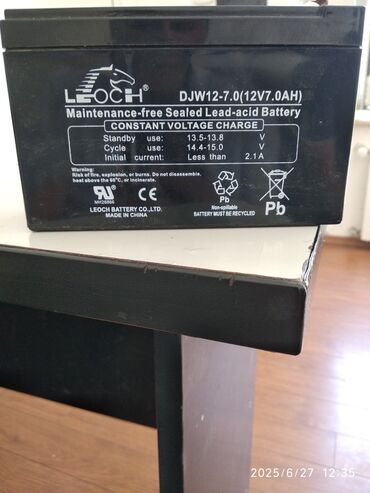 LEOCH
DJW12-7.0(12V7.0AH)
Maintenance-free Sealed Lead-acid Battery
CONSTANT VOLTAGE CHARGE
Standby use: 13.5-13.8 V
Cycle use: 14.4-15.0 V
Initial current: Less than 2.1A
Warning:
Risk of fire, explosion, or burns. Do not disassemble,
heat above the 60°C, or incinerate.
MH26866
LEOCH BATTERY CO.,LTD.
MADE IN CHINA
CE
Non-spillable
BATTERY MUST BE RECYCLED
Pb
Pb
2025/6/27 12:35